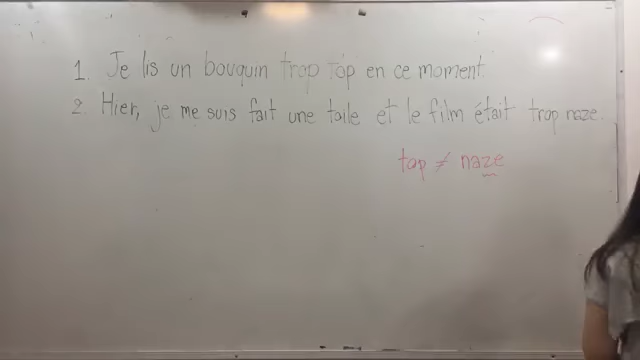 1. Je lis un bouquin trop top en ce moment.
2. Hier, je me suis fait une toile et le film était trop naze.
top ≠ naze